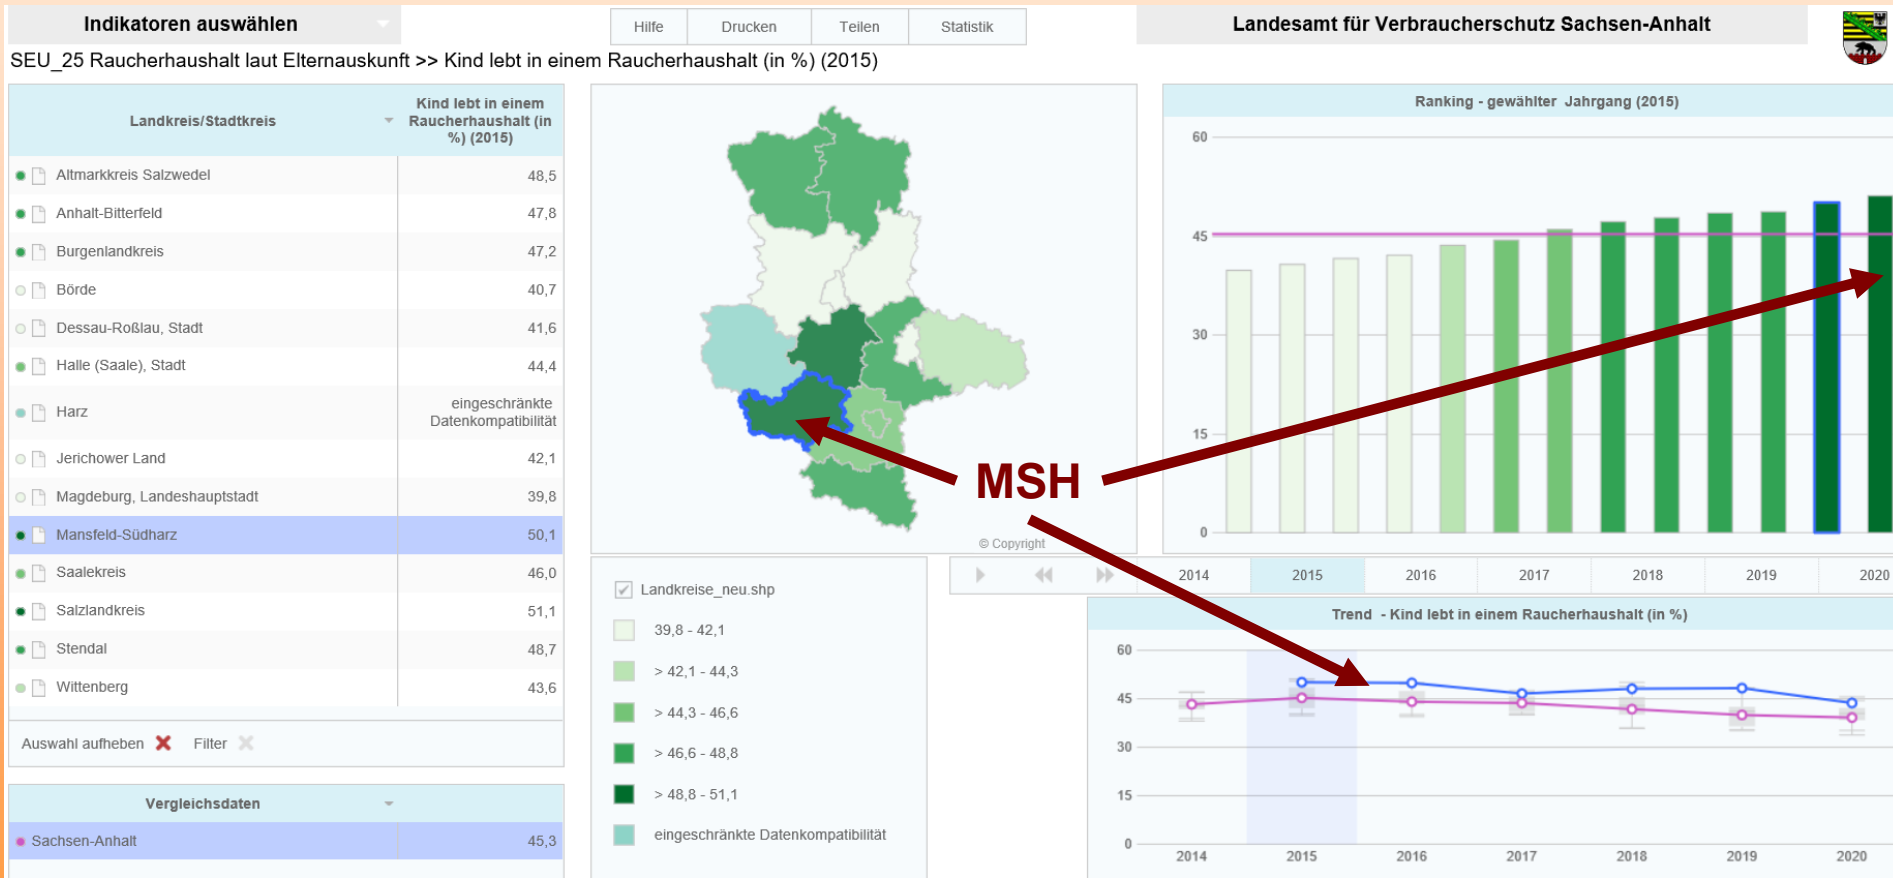 Indikatoren auswählen
Hilfe
Drucken
Teilen
Statistik
Landesamt für Verbraucherschutz Sachsen-Anhalt
SEU_25 Raucherhaushalt laut Elternauskunft >> Kind lebt in einem Raucherhaushalt (in %) (2015)
Landkreis/Stadtkreis
Kind lebt in einem
Raucherhaushalt (in
%) (2015)
Altmarkkreis Salzwedel 48,5
Anhalt-Bitterfeld 47,8
Burgenlandkreis 47,2
Börde 40,7
Dessau-Roßlau, Stadt 41,6
Halle (Saale), Stadt 44,4
Harz
eingeschränkte
Datenkompatibilität
Jerichower Land 42,1
Magdeburg, Landeshauptstadt 39,8
Mansfeld-Südharz 50,1
Saalekreis 46,0
Salzlandkreis 51,1
Stendal 48,7
Wittenberg 43,6
Auswahl aufheben
Filter
Vergleichsdaten
Sachsen-Anhalt 45,3
MSH
© Copyright
Landkreise_neu.shp
39,8 - 42,1
> 42,1 - 44,3
> 44,3 - 46,6
> 46,6 - 48,8
> 48,8 - 51,1
eingeschränkte Datenkompatibilität
Ranking - gewählter Jahrgang (2015)
60
45
30
15
0
2014 2015 2016 2017 2018 2019 2020
Trend - Kind lebt in einem Raucherhaushalt (in %)
60
45
30
15
0
2014 2015 2016 2017 2018 2019 2020